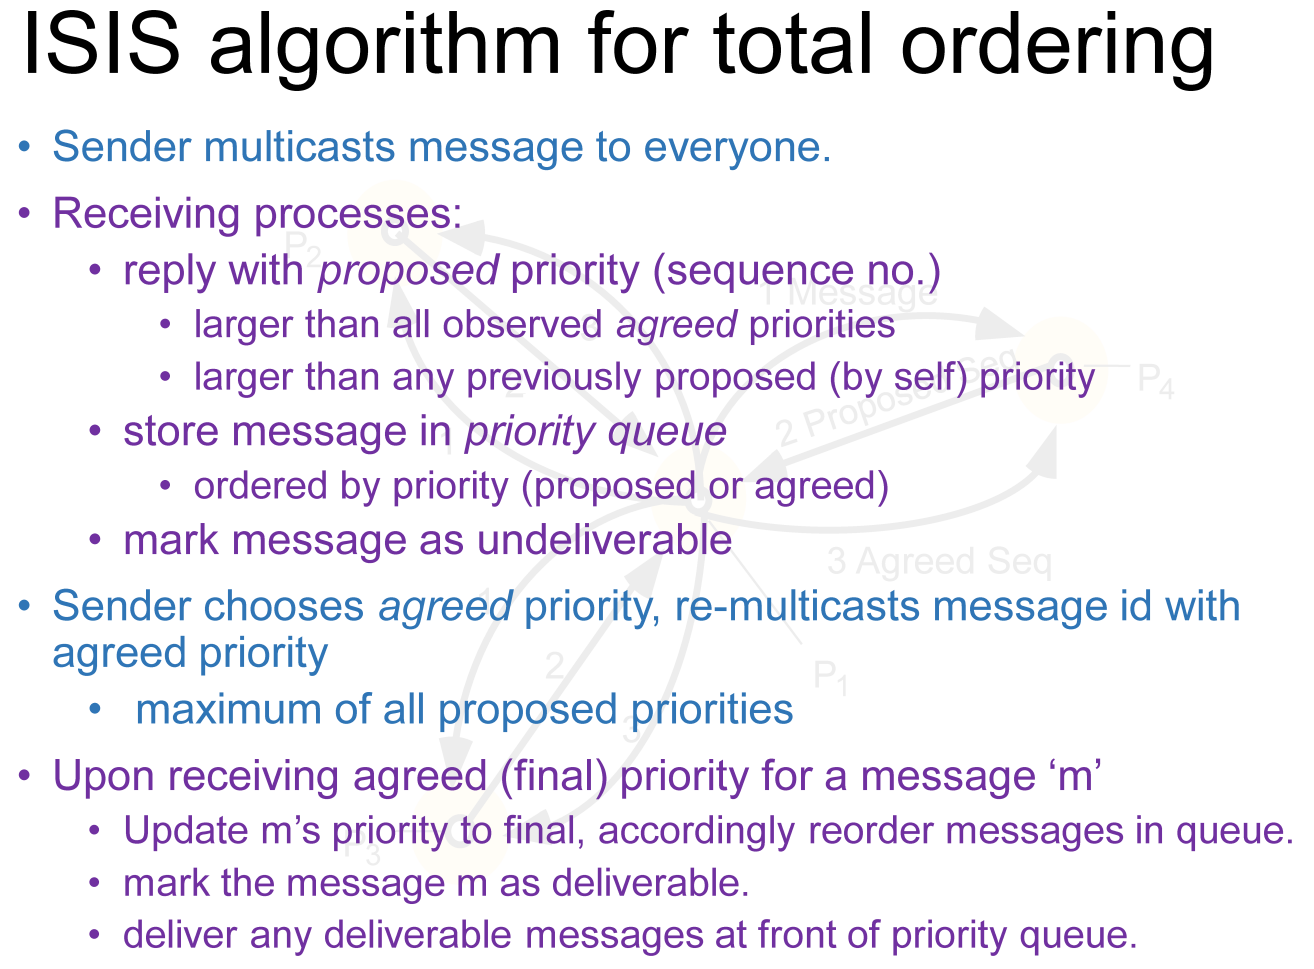 ISIS algorithm for total ordering
• Sender multicasts message to everyone.
• Receiving processes:
P2
• reply with proposed priority (sequence no.)
1 Message
• larger than all observed agreed priorities
3
• larger than any previously proposed (by self) priority
2
P4
2 Proposed Seq
• store message in priority queue
1
• ordered by priority (proposed or agreed)
• mark message as undeliverable
3 Agreed Seq
• Sender chooses agreed priority, re-multicasts message id with
agreed priority
2
P1
• maximum of all proposed priorities
3
• Upon receiving agreed (final) priority for a message ‘m’
• Update m’s priority to final, accordingly reorder messages in queue.
P3
• mark the message m as deliverable.
• deliver any deliverable messages at front of priority queue.